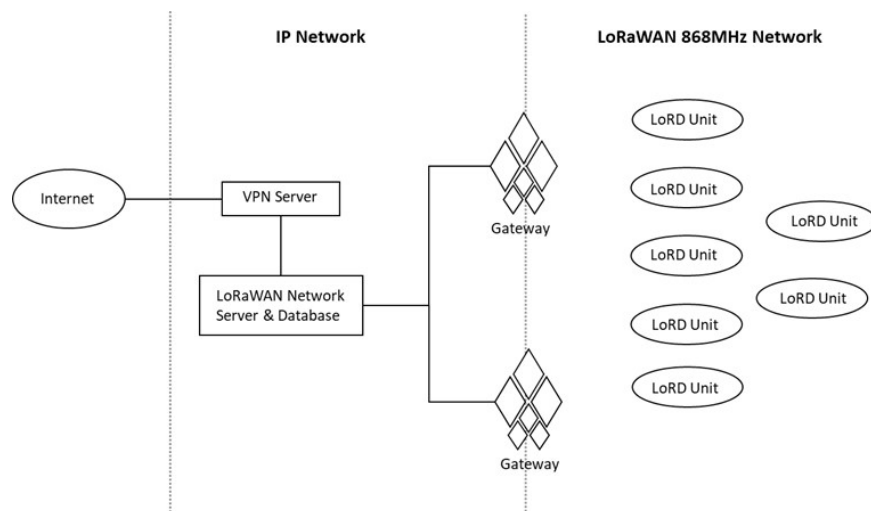 IP Network
LoRaWAN 868MHz Network
LoRD Unit
Internet
VPN Server
Gateway
LoRD Unit
LoRD Unit
LoRD Unit
LoRaWAN Network
Server & Database
LoRD Unit
LoRD Unit
LoRD Unit
Gateway